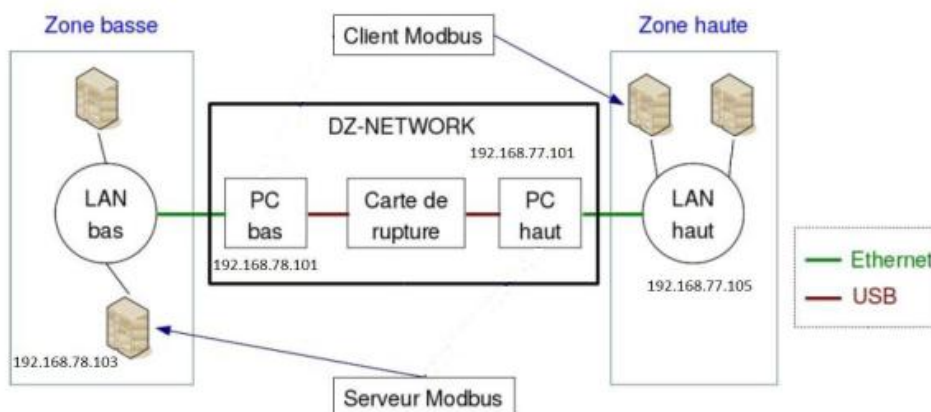 Zone basse
Client Modbus
Zone haute
DZ-NETWORK
192.168.77.101
LAN
bas
PC
bas
Carte de
rupture
PC
haut
LAN
haut
192.168.78.101
192.168.77.105
Ethernet
USB
192.168.78.103
Serveur Modbus